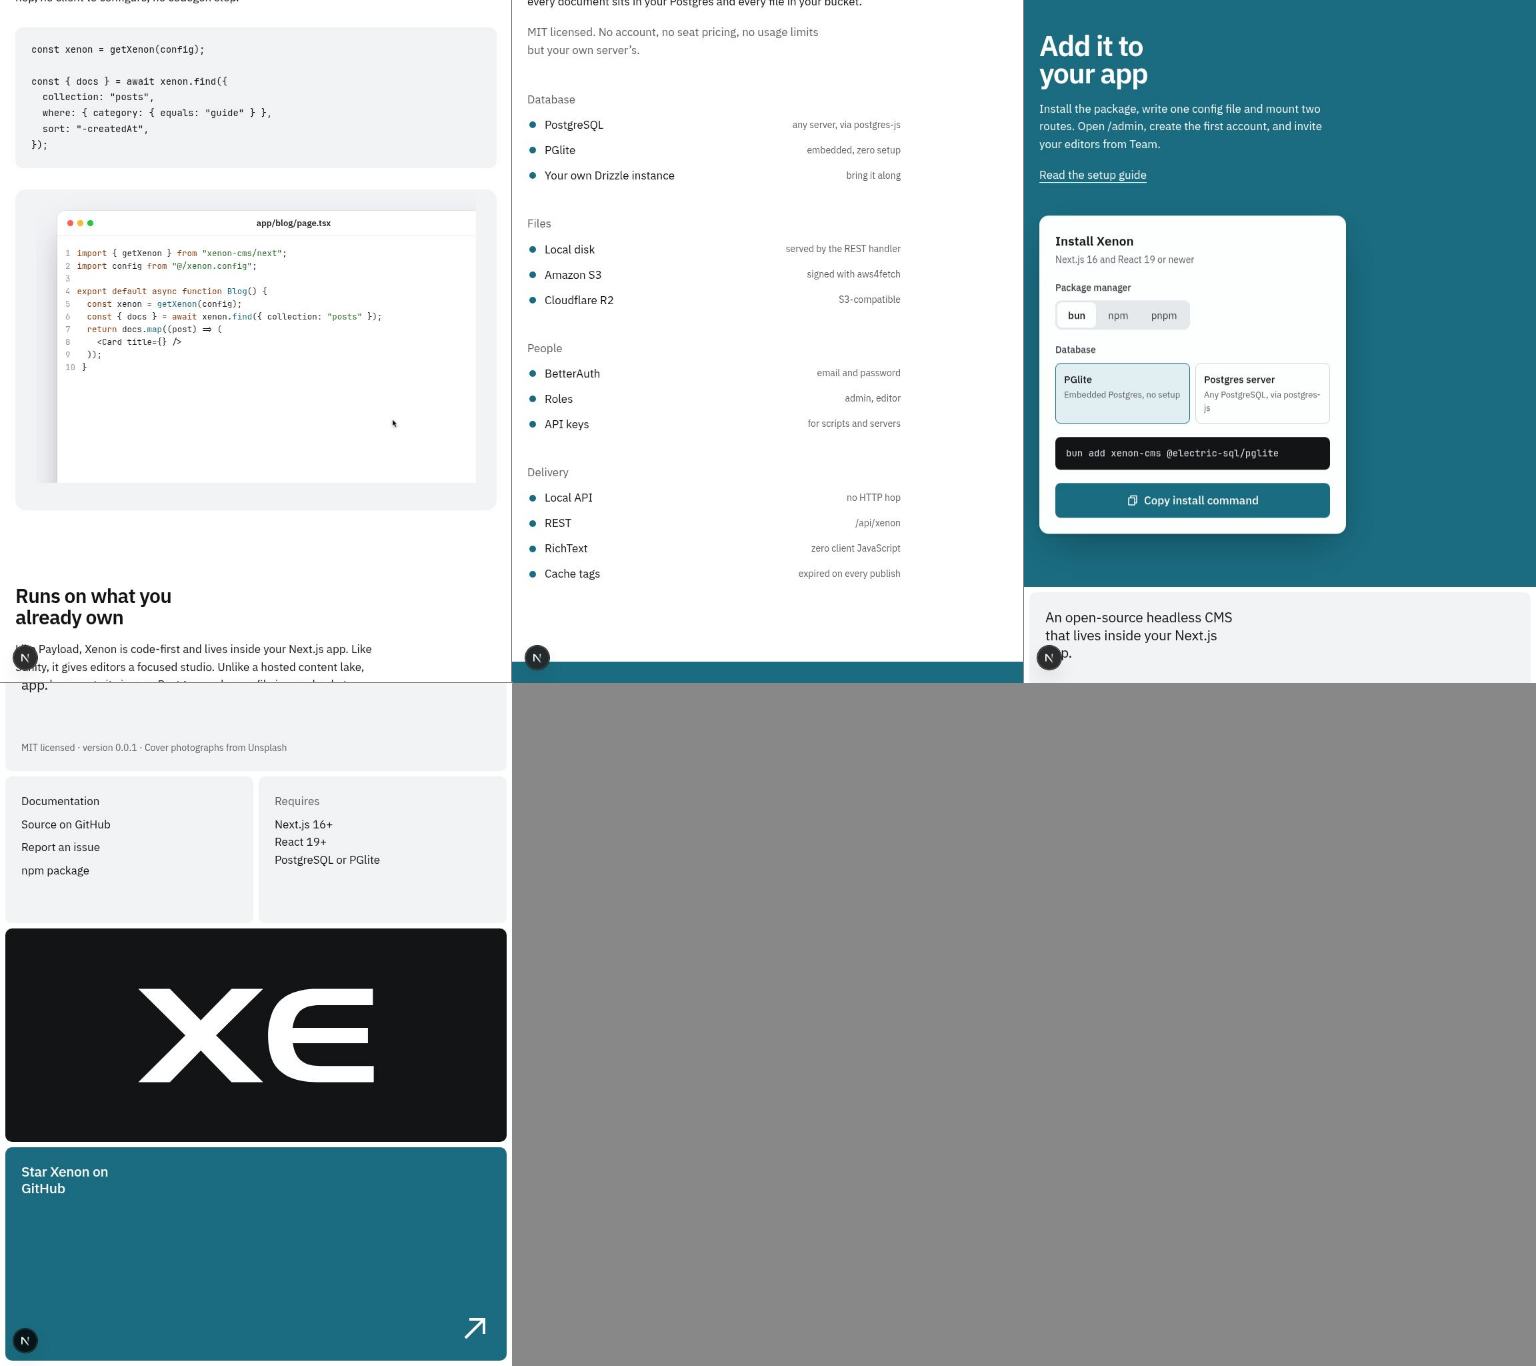 const xenon = getXenon(config);
const { docs } = await xenon.find({
collection: "posts",
where: { category: { equals: "guide" } },
sort: "-createdAt",
});
app/blog/page.tsx
1 import { getXenon } from "xenon-cms/next";
2 import config from "@/xenon.config";
3
4 export default async function Blog() {
5 const xenon = getXenon(config);
6 const { docs } = await xenon.find({ collection: "posts" });
7 return docs.map((post) => (
8 <Card title={} />
9 ));
10 }
Runs on what you
already own
Payload, Xenon is code-first and lives inside your Next.js app. Like
it gives editors a focused studio. Unlike a hosted content lake,
N
every document sits in your Postgres and every file in your bucket.
MIT licensed. No account, no seat pricing, no usage limits
but your own server's.
Database
PostgreSQL any server, via postgres-js
PGlite embedded, zero setup
Your own Drizzle instance bring it along
Files
Local disk served by the REST handler
Amazon S3 signed with aws4fetch
Cloudflare R2 S3-compatible
People
BetterAuth email and password
Roles admin, editor
API keys for scripts and servers
Delivery
Local API no HTTP hop
REST /api/xenon
RichText zero client JavaScript
Cache tags expired on every publish
N
Add it to
your app
Install the package, write one config file and mount two
routes. Open /admin, create the first account, and invite
your editors from Team.
Read the setup guide
Install Xenon
Next.js 16 and React 19 or newer
Package manager
bun npm pnpm
Database
PGlite
Embedded Postgres, no setup
Postgres server
Any PostgreSQL, via postgres-
js
bun add xenon-cms @electric-sql/pglite
Copy install command
An open-source headless CMS
that lives inside your Next.js
N
app.
MIT licensed · version 0.0.1 · Cover photographs from Unsplash
Documentation
Source on GitHub
Report an issue
npm package
Requires
Next.js 16+
React 19+
PostgreSQL or PGlite
XE
Star Xenon on
GitHub
N